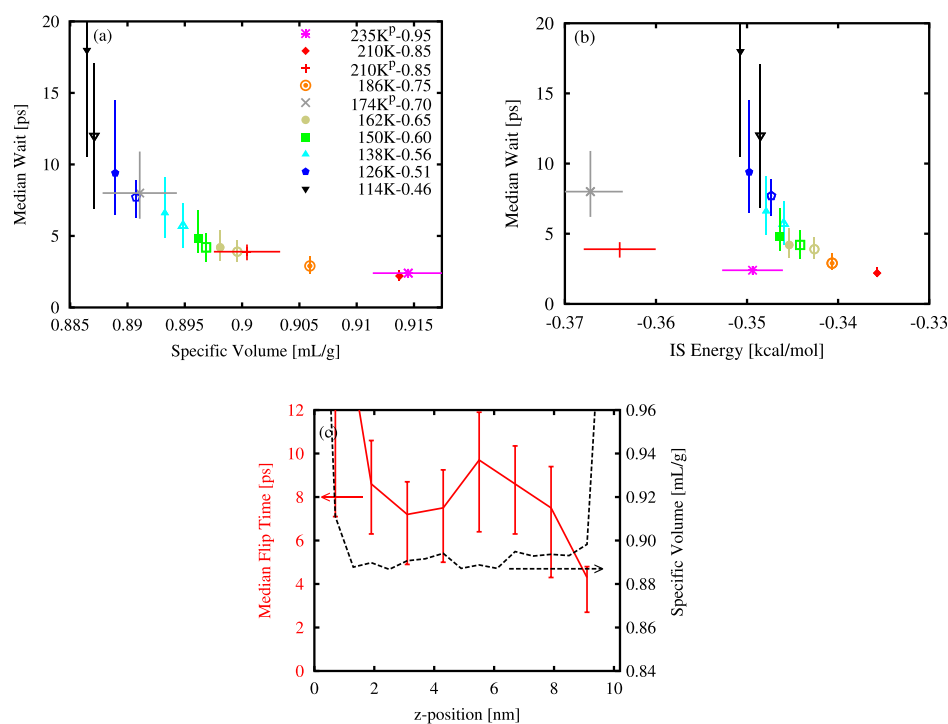 (a)
235K^p-0.95
210K-0.85
210K^p-0.85
186K-0.75
174K^p-0.70
162K-0.65
150K-0.60
138K-0.56
126K-0.51
114K-0.46
Median Wait [ps]
20
15
10
5
0
0.885 0.89 0.895 0.9 0.905 0.91 0.915
Specific Volume [mL/g]
(b)
Median Wait [ps]
20
15
10
5
0
-0.37 -0.36 -0.35 -0.34 -0.33
IS Energy [kcal/mol]
(c)
Median Flip Time [ps]
12
10
8
6
4
2
0
0.96
0.94
0.92
0.90
0.88
0.86
0.84
Specific Volume [mL/g]
0 2 4 6 8 10
z-position [nm]